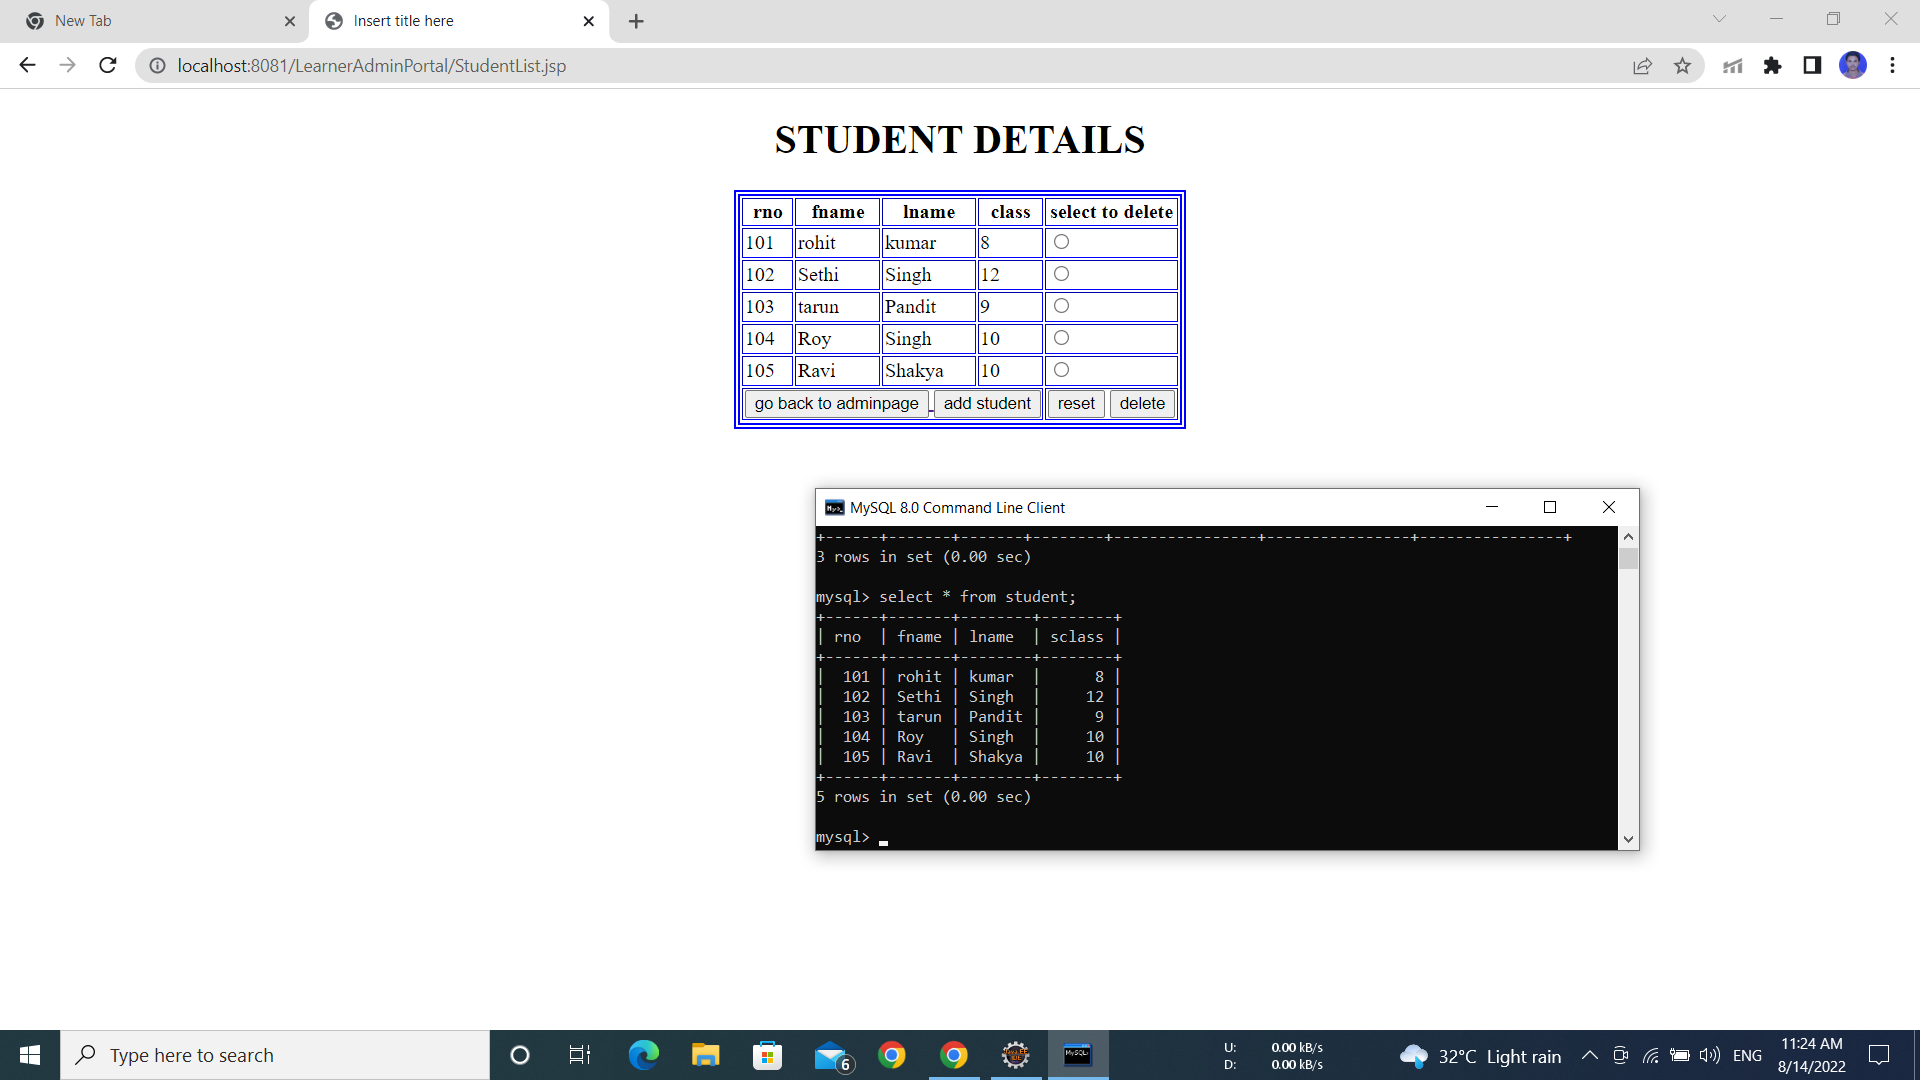 New Tab
Insert title here
localhost:8081/LearnerAdminPortal/StudentList.jsp
STUDENT DETAILS
rno fname lname class select to delete
101 rohit kumar 8
102 Sethi Singh 12
103 tarun Pandit 9
104 Roy Singh 10
105 Ravi Shakya 10
go back to adminpage add student reset delete
MySQL 8.0 Command Line Client
+------+-------+-------+--------+----------------+----------------+----------------+
3 rows in set (0.00 sec)
mysql> select * from student;
+------+-------+--------+--------+
| rno  | fname | lname  | sclass |
+------+-------+--------+--------+
|  101 | rohit | kumar  |      8 |
|  102 | Sethi | Singh  |     12 |
|  103 | tarun | Pandit |      9 |
|  104 | Roy   | Singh  |     10 |
|  105 | Ravi  | Shakya |     10 |
+------+-------+--------+--------+
5 rows in set (0.00 sec)
mysql>
Type here to search
6
MySQL
U: 0.00 kB/s
D: 0.00 kB/s
32°C Light rain
ENG
11:24 AM
8/14/2022